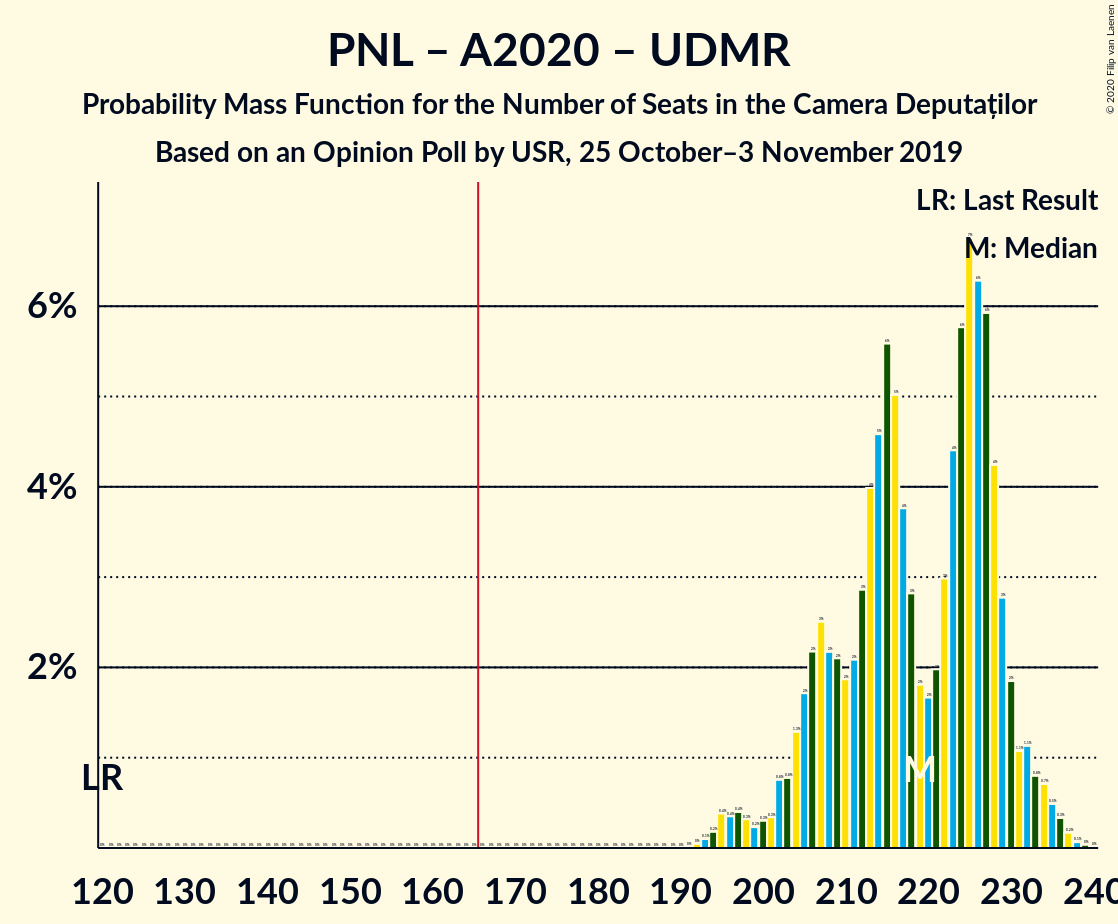 PNL – A2020 – UDMR
Probability Mass Function for the Number of Seats in the Camera Deputaților
Based on an Opinion Poll by USR, 25 October–3 November 2019
© 2020 Filip van Laenen
LR: Last Result
M: Median
6%
4%
2%
LR
M
120 130 140 150 160 170 180 190 200 210 220 230 240